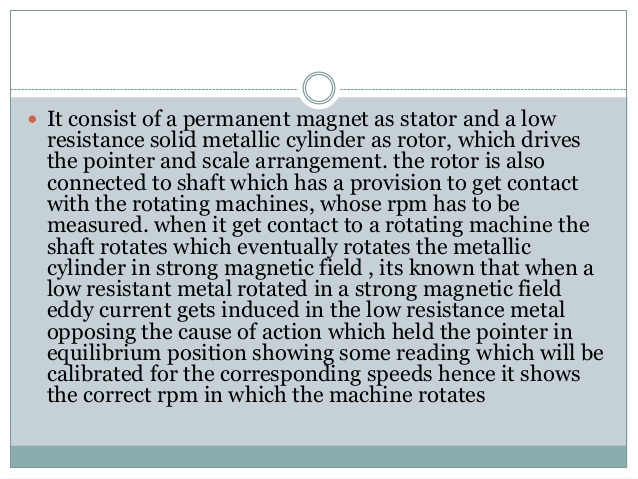 It consist of a permanent magnet as stator and a low
resistance solid metallic cylinder as rotor, which drives
the pointer and scale arrangement. the rotor is also
connected to shaft which has a provision to get contact
with the rotating machines, whose rpm has to be
measured. when it get contact to a rotating machine the
shaft rotates which eventually rotates the metallic
cylinder in strong magnetic field , its known that when a
low resistant metal rotated in a strong magnetic field
eddy current gets induced in the low resistance metal
opposing the cause of action which held the pointer in
equilibrium position showing some reading which will be
calibrated for the corresponding speeds hence it shows
the correct rpm in which the machine rotates